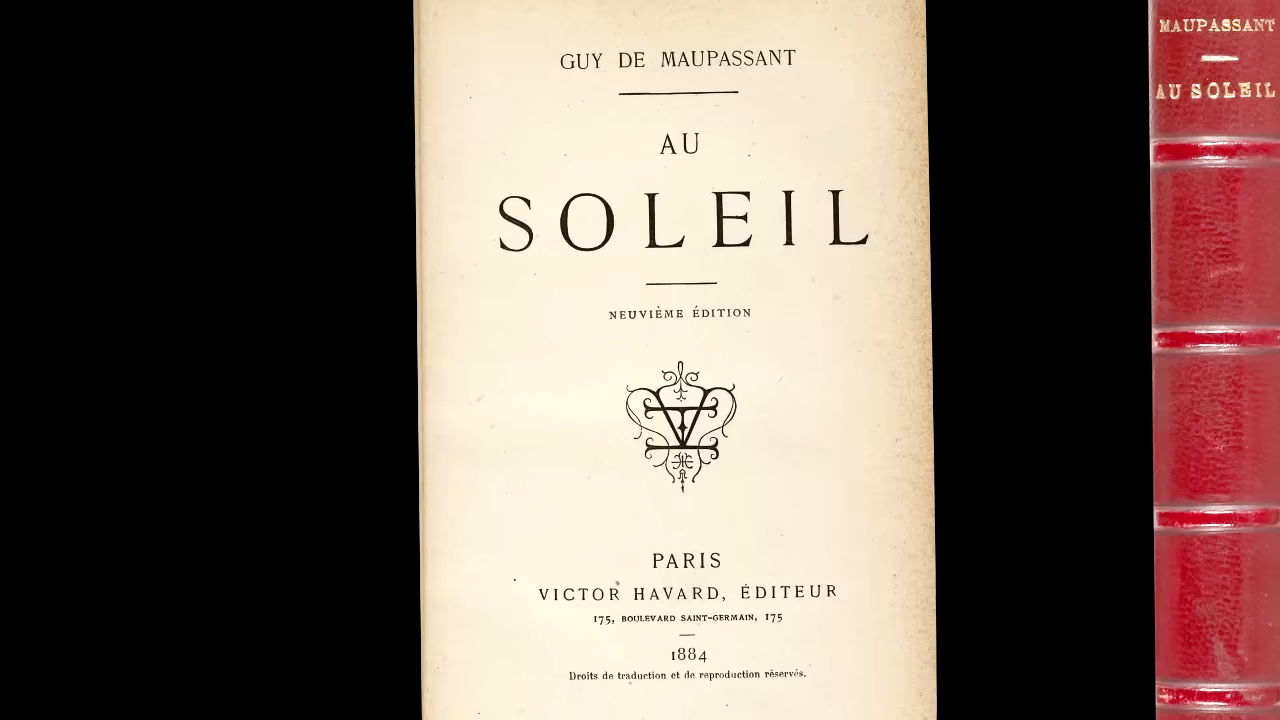 GUY DE MAUPASSANT
AU
SOLEIL
NEUVIÈME ÉDITION
PARIS
VICTOR HAVARD, ÉDITEUR
175, BOULEVARD SAINT-GERMAIN, 175
1884
Droits de traduction et de reproduction réservés.
MAUPASSANT
AU SOLEIL